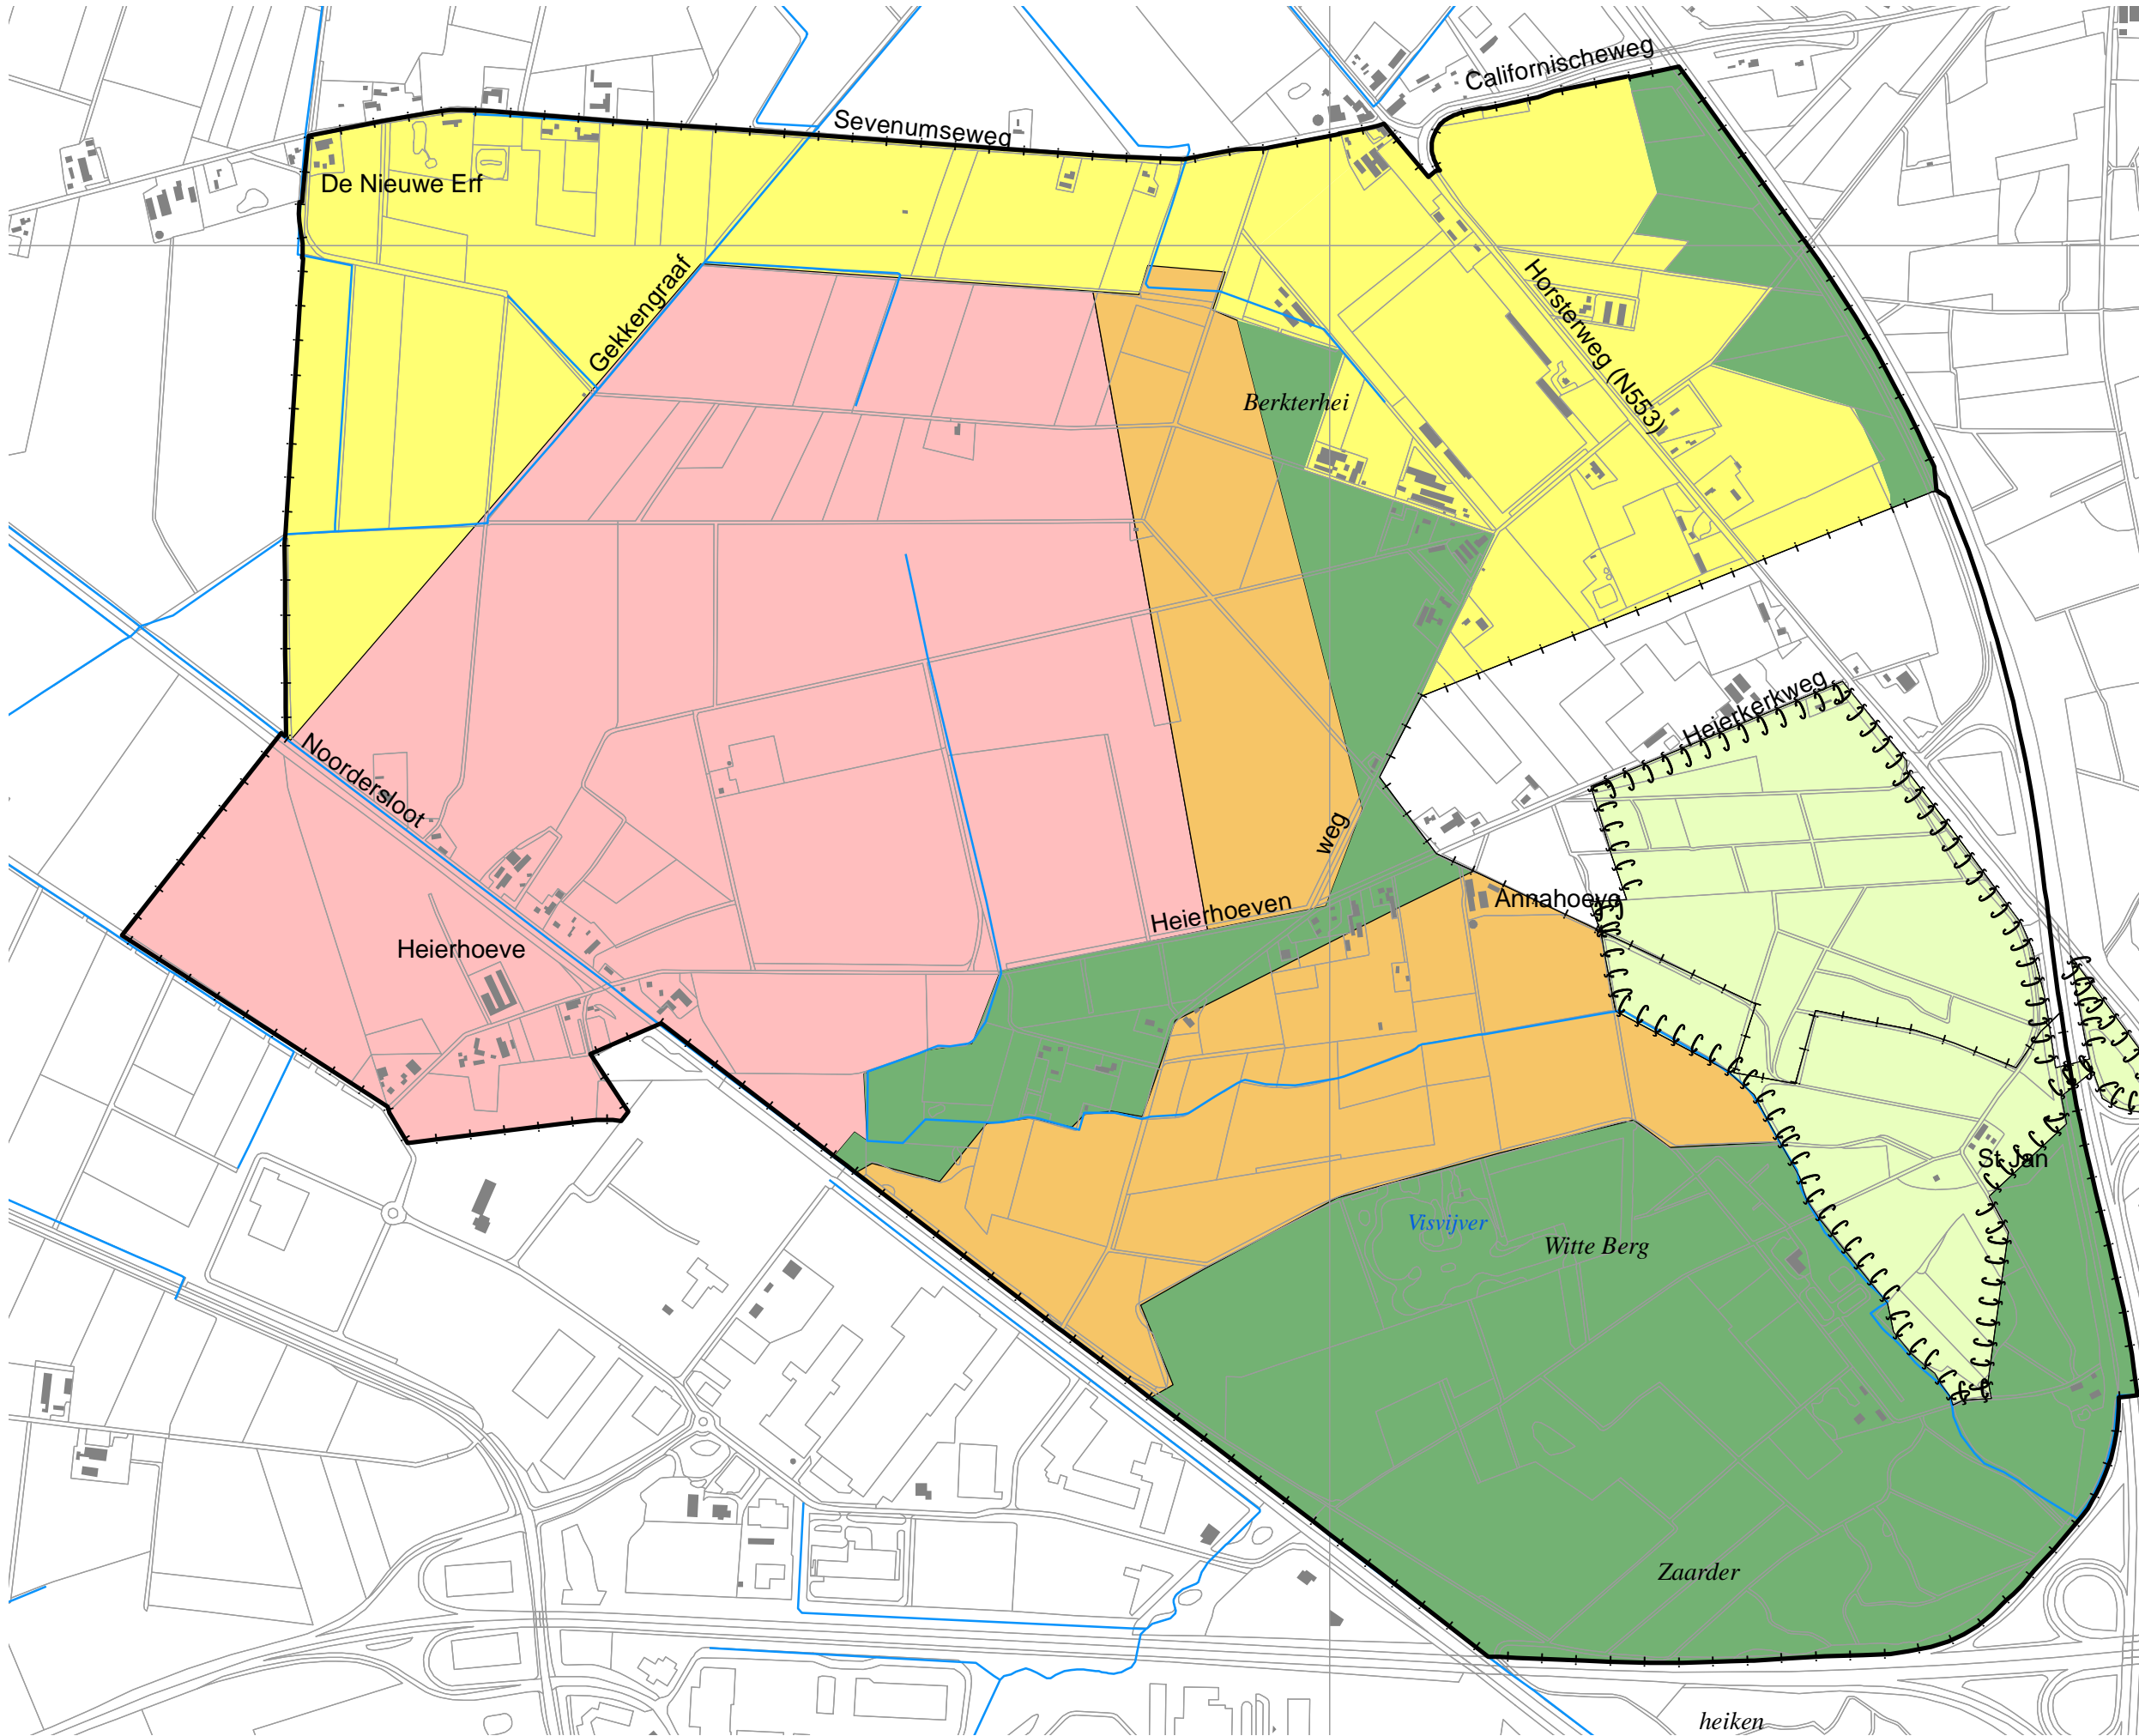 Californischeweg
Sevenumseweg
De Nieuwe Erf
Gekkengraaf
Horsterweg (N553)
Berkterhei
Heierkerkweg
Noordersloot
weg
Annahoeve
Heierhoeven
Heierhoeve
St Jan
Visvijver
Witte Berg
Zaarder
heiken